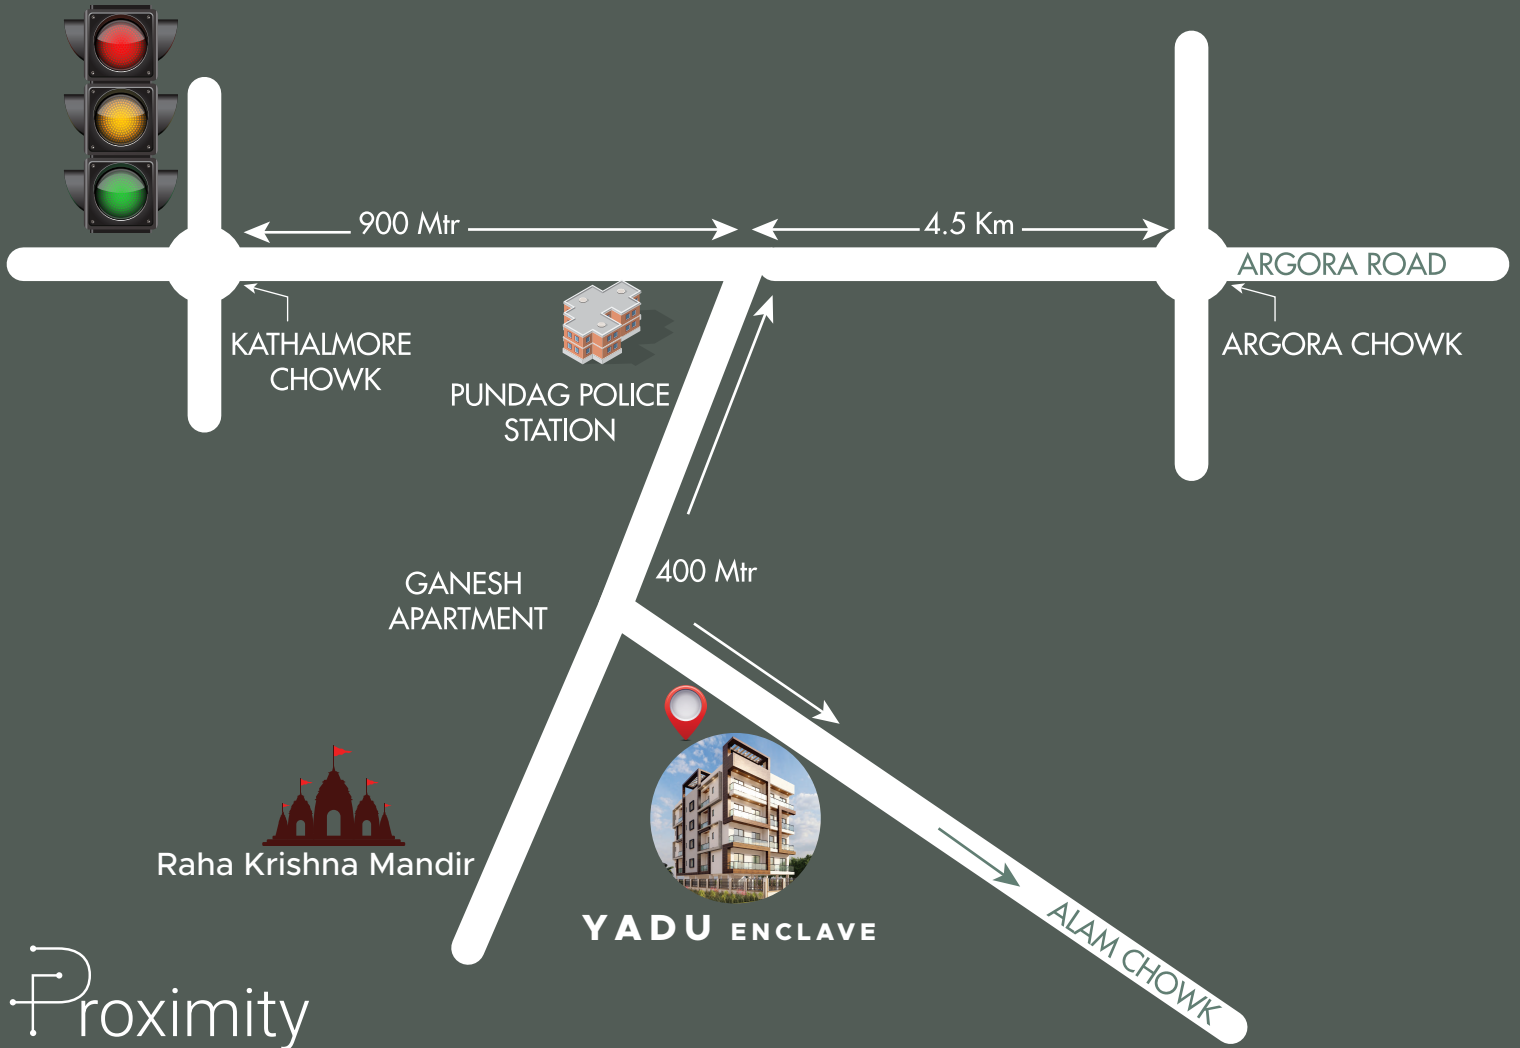 900 Mtr
4.5 Km
ARGORA ROAD
KATHALMORE
CHOWK
ARGORA CHOWK
PUNDAG POLICE
STATION
400 Mtr
GANESH
APARTMENT
Raha Krishna Mandir
YADU ENCLAVE
ALAM CHOWK
Proximity